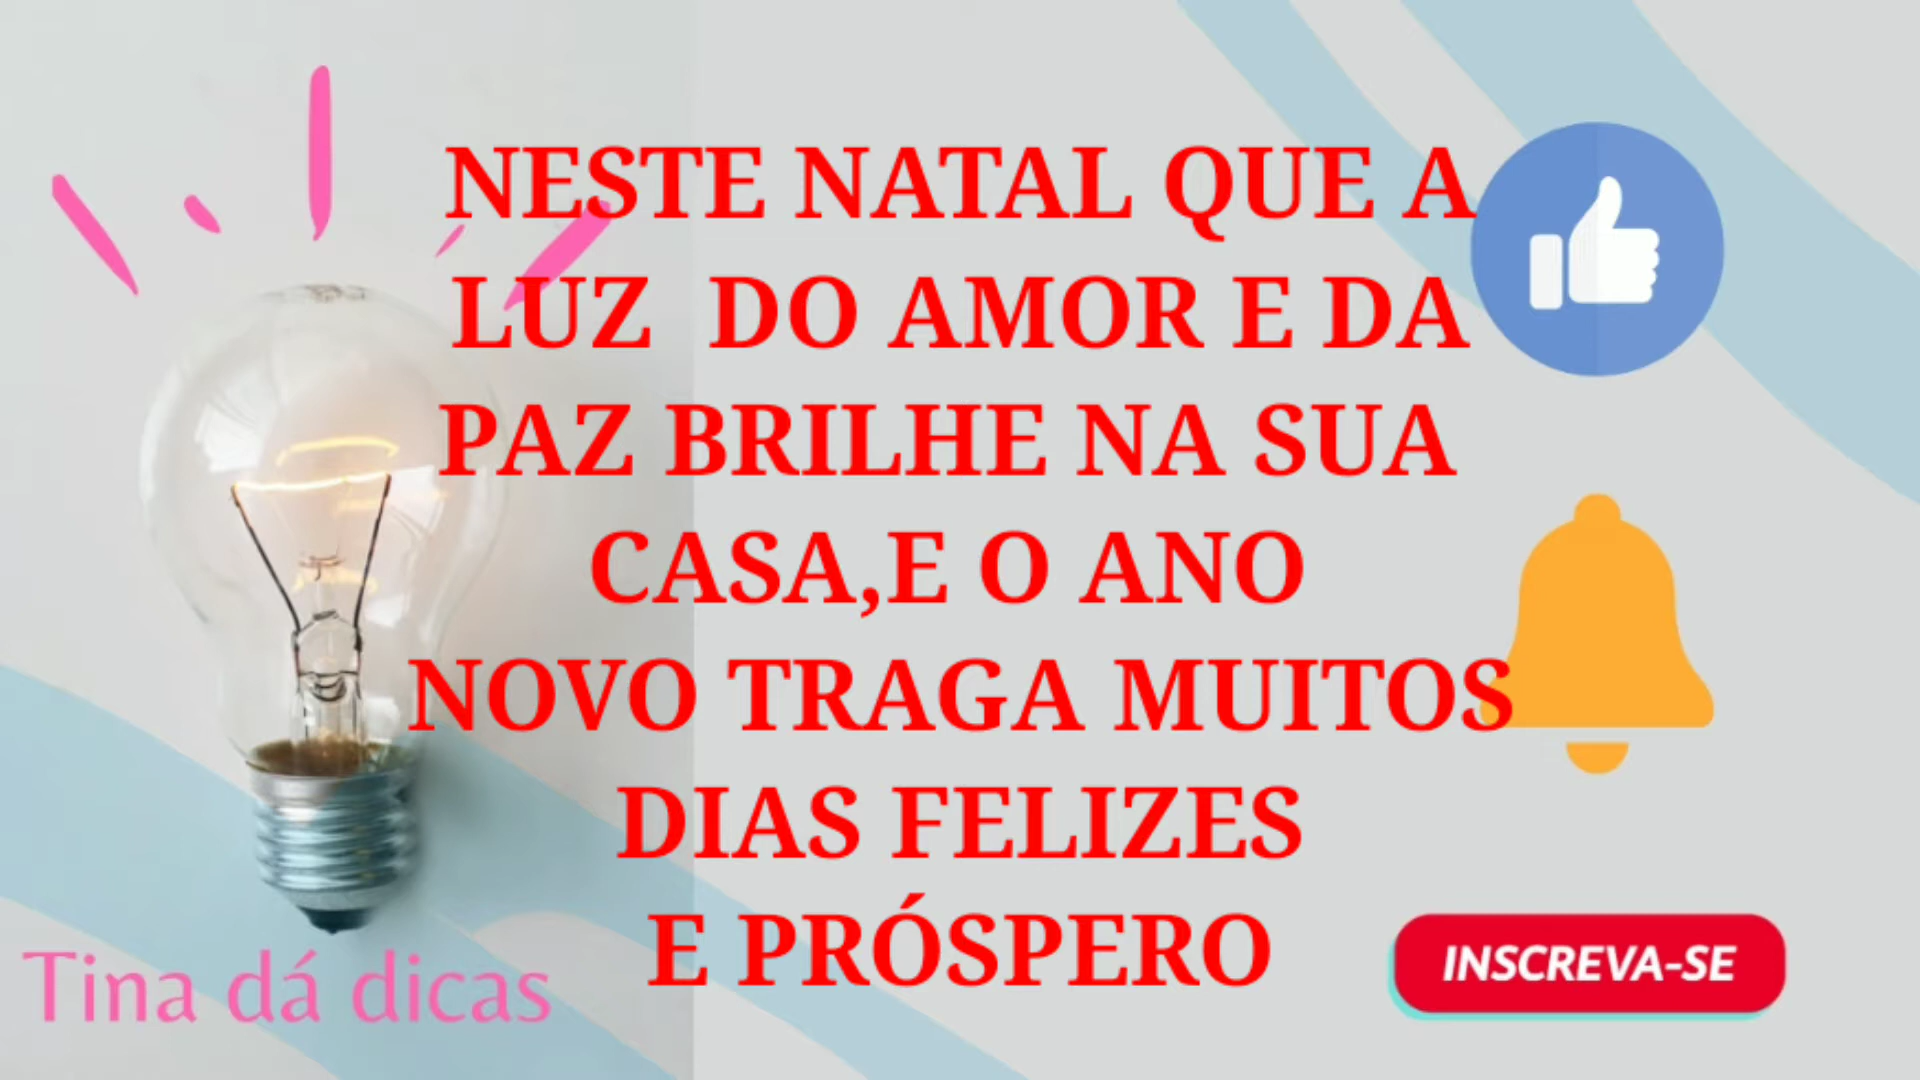 NESTE NATAL QUE A
LUZ  DO AMOR E DA
PAZ BRILHE NA SUA
CASA,E O ANO
NOVO TRAGA MUITOS
DIAS FELIZES
E PRÓSPERO
Tina dá dicas
INSCREVA-SE